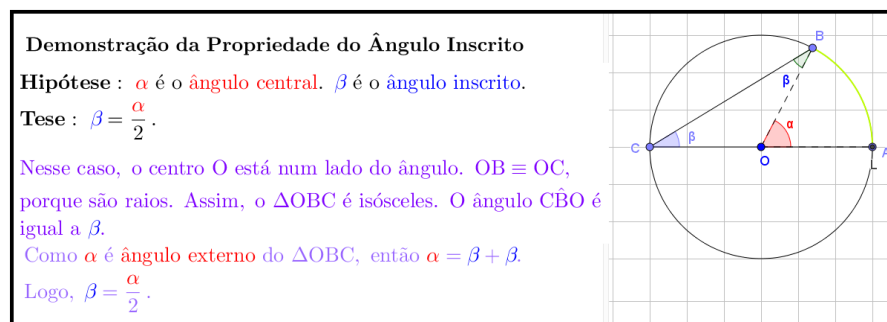 Demonstração da Propriedade do Ângulo Inscrito
Hipótese : α é o ângulo central. β é o ângulo inscrito.
Tese : β = α/2 .
Nesse caso, o centro O está num lado do ângulo. OB ≡ OC,
porque são raios. Assim, o ΔOBC é isósceles. O ângulo CB̂O é
igual a β.
Como α é ângulo externo do ΔOBC, então α = β + β.
Logo, β = α/2 .
B
β
α
C
β
O
A
L